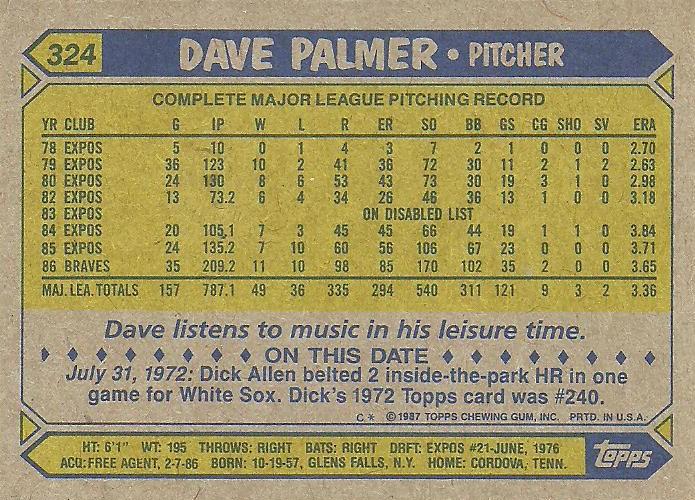 324 DAVE PALMER • PITCHER
COMPLETE MAJOR LEAGUE PITCHING RECORD
YR CLUB G IP W L R ER SO BB GS CG SHO SV ERA
78 EXPOS 5 10 0 1 4 3 7 2 1 0 0 0 2.70
79 EXPOS 36 123 10 2 41 36 72 30 11 2 1 2 2.63
80 EXPOS 24 130 8 6 53 43 73 30 19 3 1 0 2.98
82 EXPOS 13 73.2 6 4 34 26 46 36 13 1 0 0 3.18
83 EXPOS ON DISABLED LIST
84 EXPOS 20 105.1 7 3 45 45 66 44 19 1 1 0 3.84
85 EXPOS 24 135.2 7 10 60 56 106 67 23 0 0 0 3.71
86 BRAVES 35 209.2 11 10 98 85 170 102 35 2 0 0 3.65
MAJ. LEA. TOTALS 157 787.1 49 36 335 294 540 311 121 9 3 2 3.36
Dave listens to music in his leisure time.
ON THIS DATE
July 31, 1972: Dick Allen belted 2 inside-the-park HR in one
game for White Sox. Dick's 1972 Topps card was #240.
C* ©1987 TOPPS CHEWING GUM, INC. PRTD. IN U.S.A.
HT: 6'1" WT: 195 THROWS: RIGHT BATS: RIGHT DRFT: EXPOS #21-JUNE, 1976
ACQ: FREE AGENT, 2-7-86 BORN: 10-19-57, GLENS FALLS, N.Y. HOME: CORDOVA, TENN.
topps